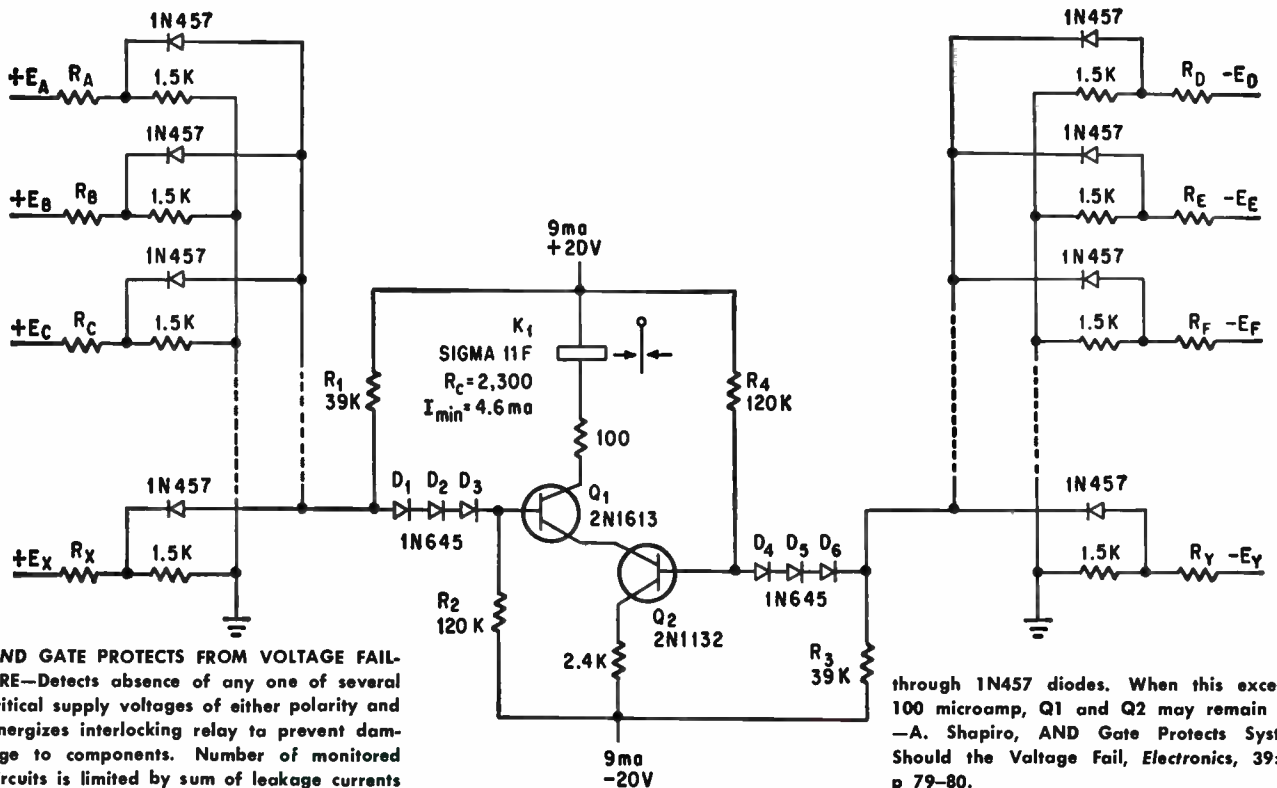 1N457
+EA RA 1.5K
1N457
+EB RB 1.5K
1N457
+EC RC 1.5K
1N457
+EX RX 1.5K
9ma
+20V
K1
SIGMA 11F
RC=2,300
Imin=4.6ma
100
R1
39K
R4
120K
D1 D2 D3
1N645
Q1
2N1613
D4 D5 D6
1N645
Q2
2N1132
R2
120K
2.4K
R3
39K
9ma
-20V
1N457
1.5K RD -ED
1N457
1.5K RE -EE
1N457
1.5K RF -EF
1N457
1.5K RY -EY
ND GATE PROTECTS FROM VOLTAGE FAIL-
RE—Detects absence of any one of several
itical supply voltages of either polarity and
nergizes interlocking relay ta prevent dam-
ge to components. Number of monitored
rcuits is limited by sum of leakage currents
through 1N457 diodes. When this exce
100 microamp, Q1 and Q2 may remain
—A. Shapiro, AND Gate Protects Syst
Should the Valtage Fail, Electronics, 39:
p 79–80.